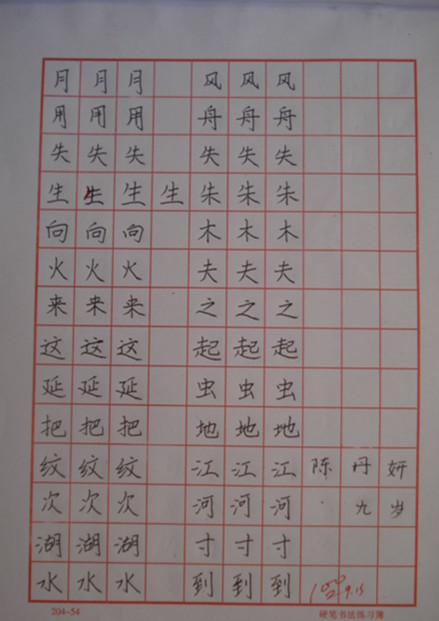 月月月 风风风
用用用 舟舟舟
失失失 失失失
生生生生 朱朱朱
向向向 木木木
火火火 夫夫夫
来来来 之之之
这这这 起起起
延延延 虫虫虫
把把把 地地地
纹纹纹 江江江 陈丹妍
次次次 河河河 · 九岁
湖湖湖 寸寸寸
水水水 到到到 100 9.15
204-54 硬笔书法练习簿